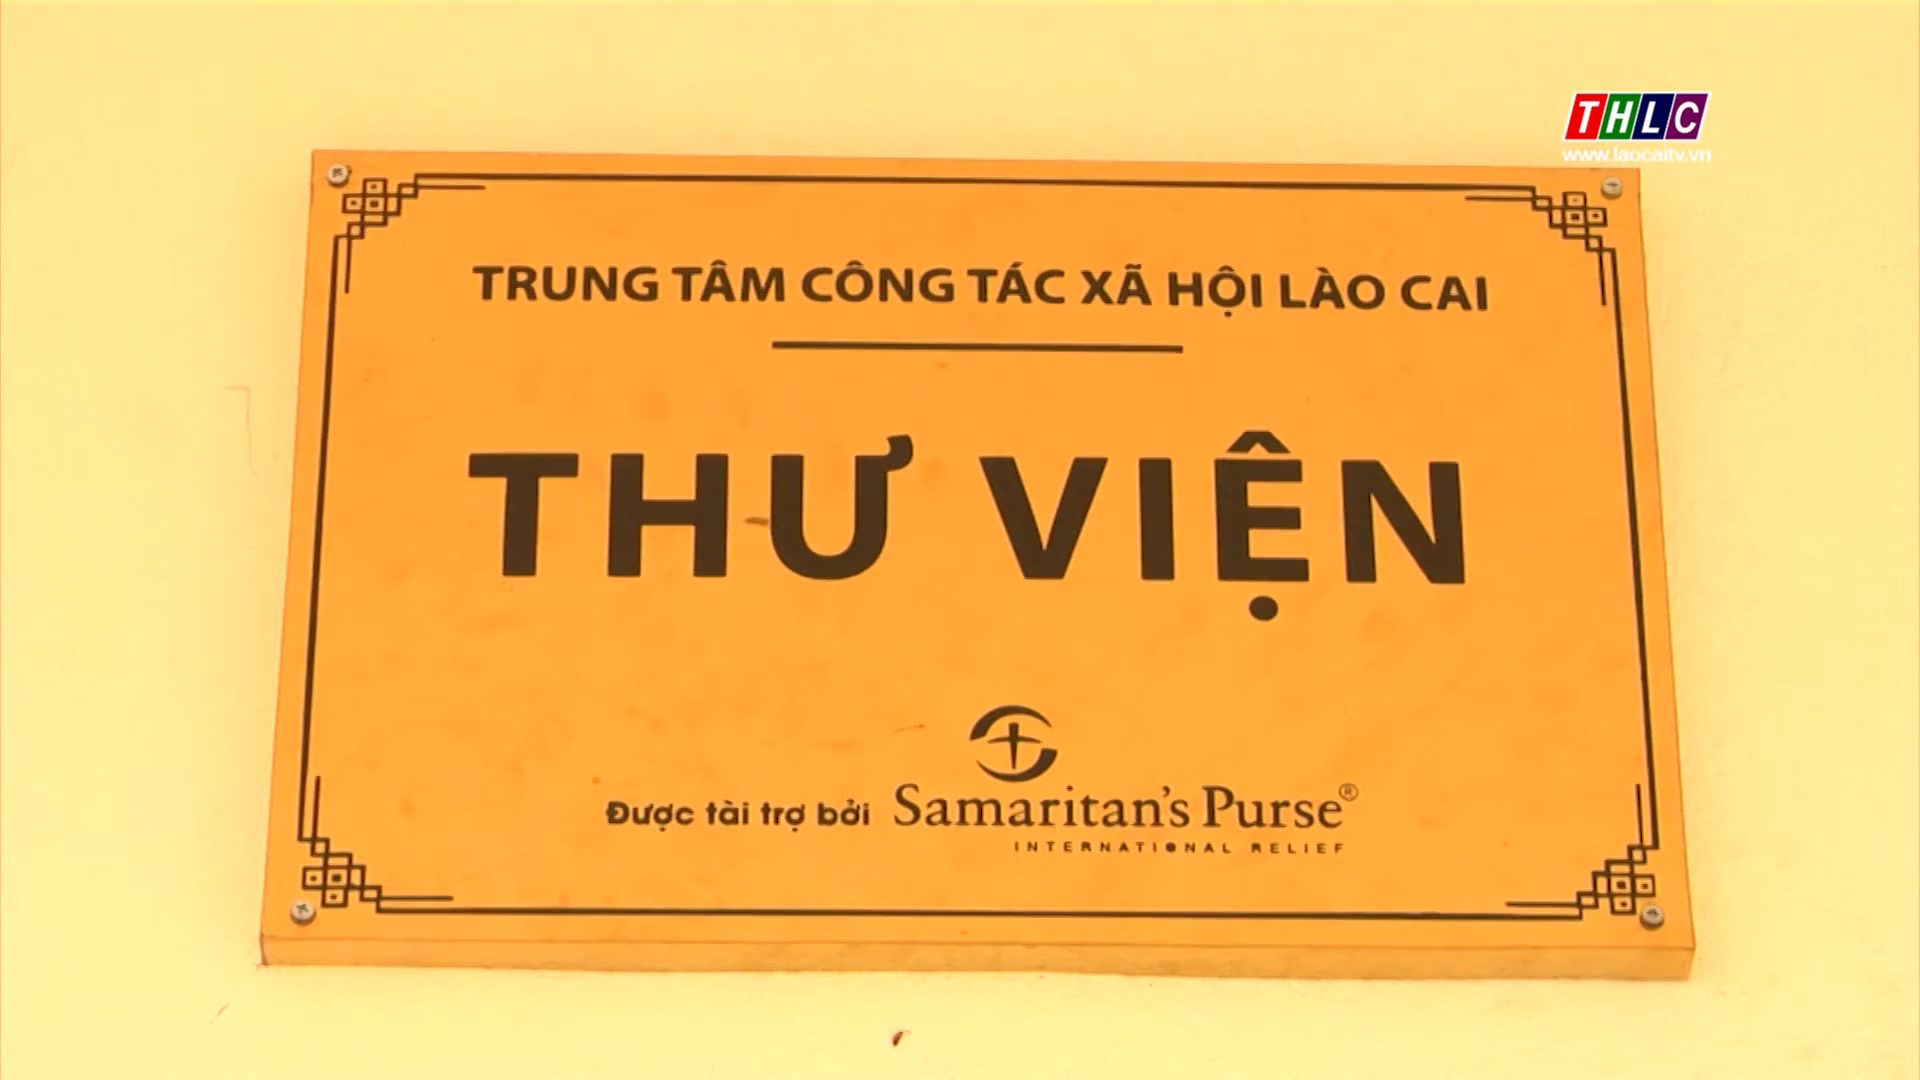 THLC
www.laocaitv.vn
TRUNG TÂM CÔNG TÁC XÃ HỘI LÀO CAI
THƯ VIỆN
Được tài trợ bởi Samaritan's Purse®
INTERNATIONAL RELIEF